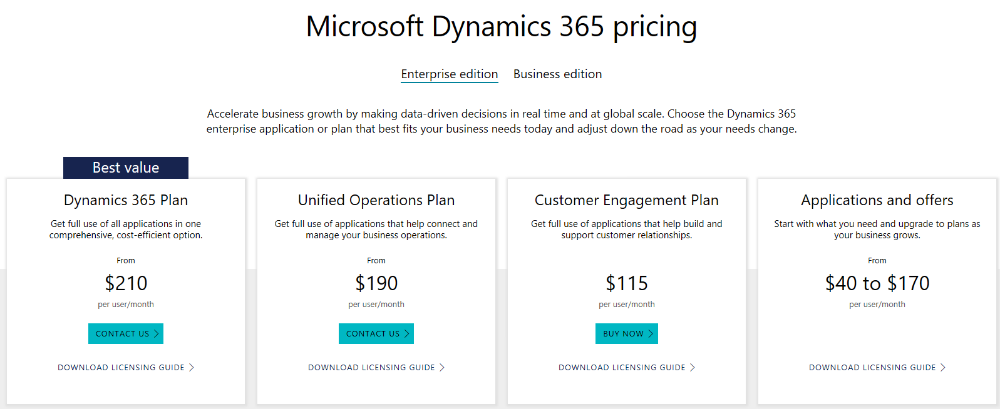 Microsoft Dynamics 365 pricing
Enterprise edition
Business edition
Accelerate business growth by making data-driven decisions in real time and at global scale. Choose the Dynamics 365
enterprise application or plan that best fits your business needs today and adjust down the road as your needs change.
Best value
Dynamics 365 Plan
Get full use of all applications in one
comprehensive, cost-efficient option.
From
$210
per user/month
CONTACT US
DOWNLOAD LICENSING GUIDE
Unified Operations Plan
Get full use of applications that help connect and
manage your business operations.
From
$190
per user/month
CONTACT US
DOWNLOAD LICENSING GUIDE
Customer Engagement Plan
Get full use of applications that help build and
support customer relationships.
$115
per user/month
BUY NOW
DOWNLOAD LICENSING GUIDE
Applications and offers
Start with what you need and upgrade to plans as
your business grows.
From
$40 to $170
per user/month
DOWNLOAD LICENSING GUIDE